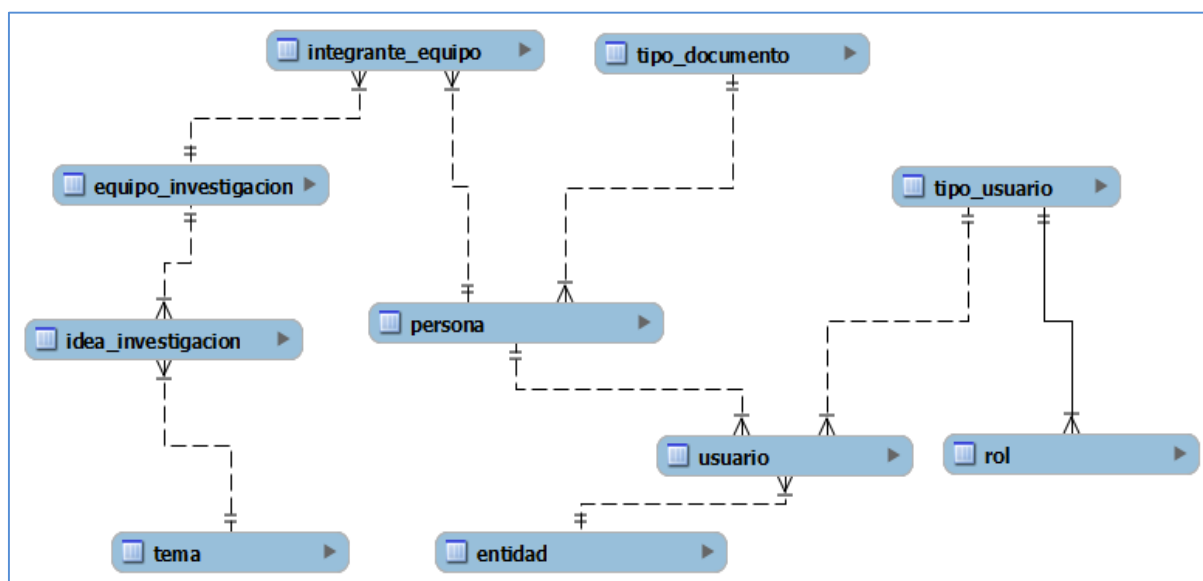 integrante_equipo
tipo_documento
equipo_investigacion
tipo_usuario
persona
idea_investigacion
usuario
rol
tema
entidad